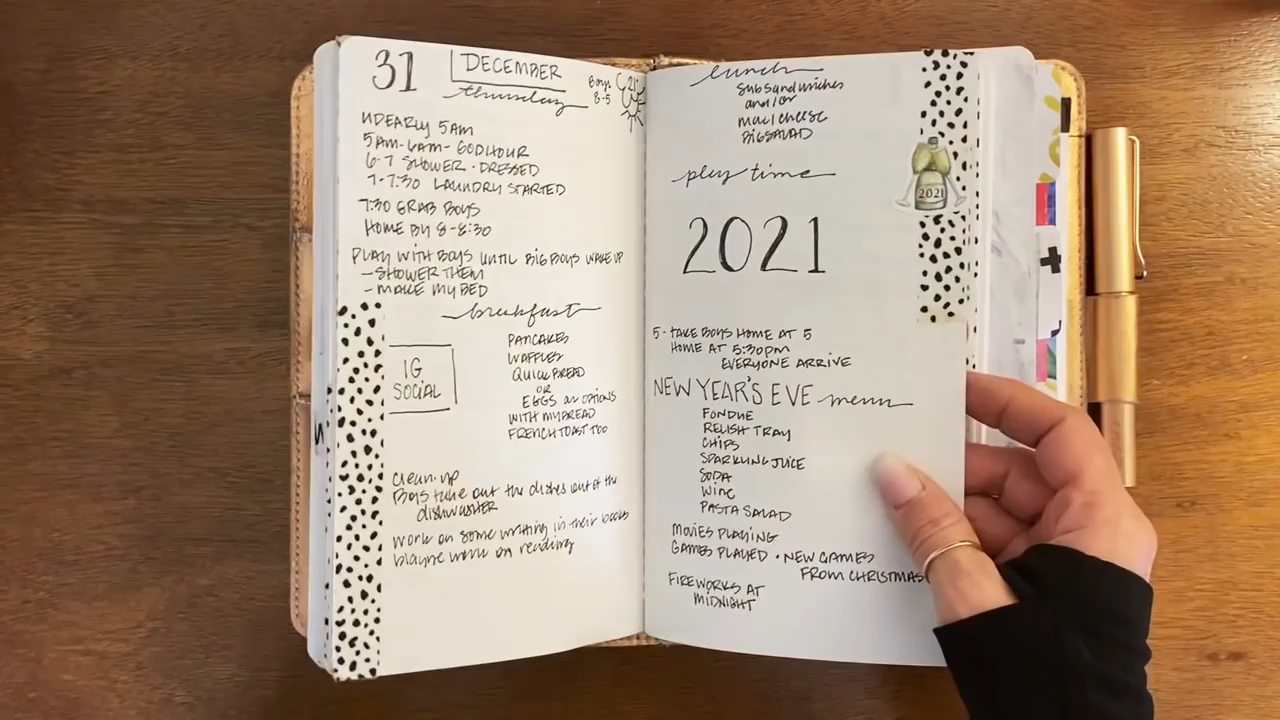 31 DECEMBER
thursday
Boys
8-5
21°
UP EARLY 5AM
5AM-6AM- GOD HOUR
6-7 SHOWER · DRESSED
7-7:30 LAUNDRY STARTED
7:30 GRAB BOYS
HOME BY 8-8:30
PLAY WITH BOYS UNTIL BIG BOYS WAKE UP
- SHOWER THEM
- MAKE MY BED
breakfast
IG
SOCIAL
PANCAKES
WAFFLES
QUICK BREAD
OR
EGGS w/ OPTIONS
WITH MY BREAD
FRENCH TOAST TOO
clean up
Boys take out the dishes out of the
dishwasher
work on some writing in their books
blayne work on reading
lunch
Sub sandwiches
and/or
mac/cheese
BIG SALAD
play time
2021
2021
5 · TAKE BOYS HOME AT 5
HOME AT 5:30pm
EVERYONE ARRIVE
NEW YEAR'S EVE menu
FONDUE
RELISH TRAY
CHIPS
SPARKLING JUICE
SODA
WINE
PASTA SALAD
MOVIES PLAYING
GAMES PLAYED · NEW GAMES
FROM CHRISTMAS
FIREWORKS AT
MIDNIGHT